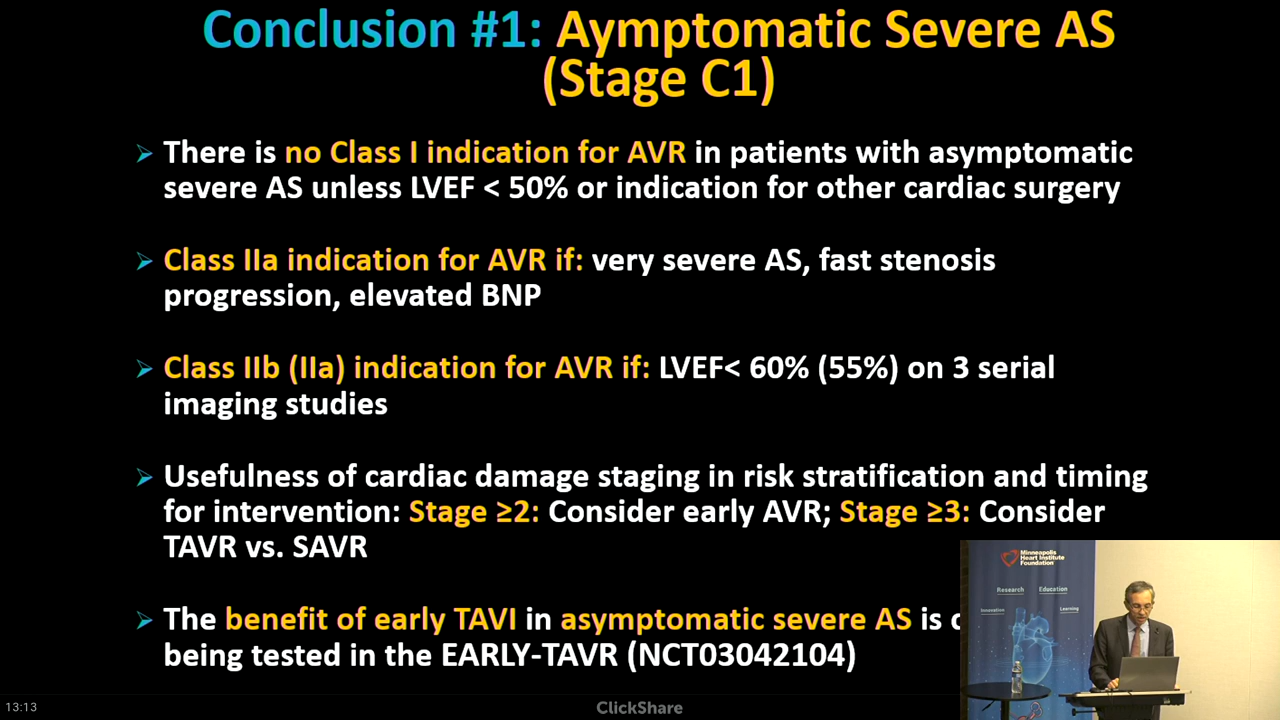 Conclusion #1: Aymptomatic Severe AS
(Stage C1)
There is no Class I indication for AVR in patients with asymptomatic
severe AS unless LVEF < 50% or indication for other cardiac surgery
Class IIa indication for AVR if: very severe AS, fast stenosis
progression, elevated BNP
Class IIb (IIa) indication for AVR if: LVEF< 60% (55%) on 3 serial
imaging studies
Usefulness of cardiac damage staging in risk stratification and timing
for intervention: Stage ≥2: Consider early AVR; Stage ≥3: Consider
TAVR vs. SAVR
The benefit of early TAVI in asymptomatic severe AS is
being tested in the EARLY-TAVR (NCT03042104)
Minneapolis
Heart Institute
Foundation
Research
Education
Innovation
Learning
13:13
ClickShare